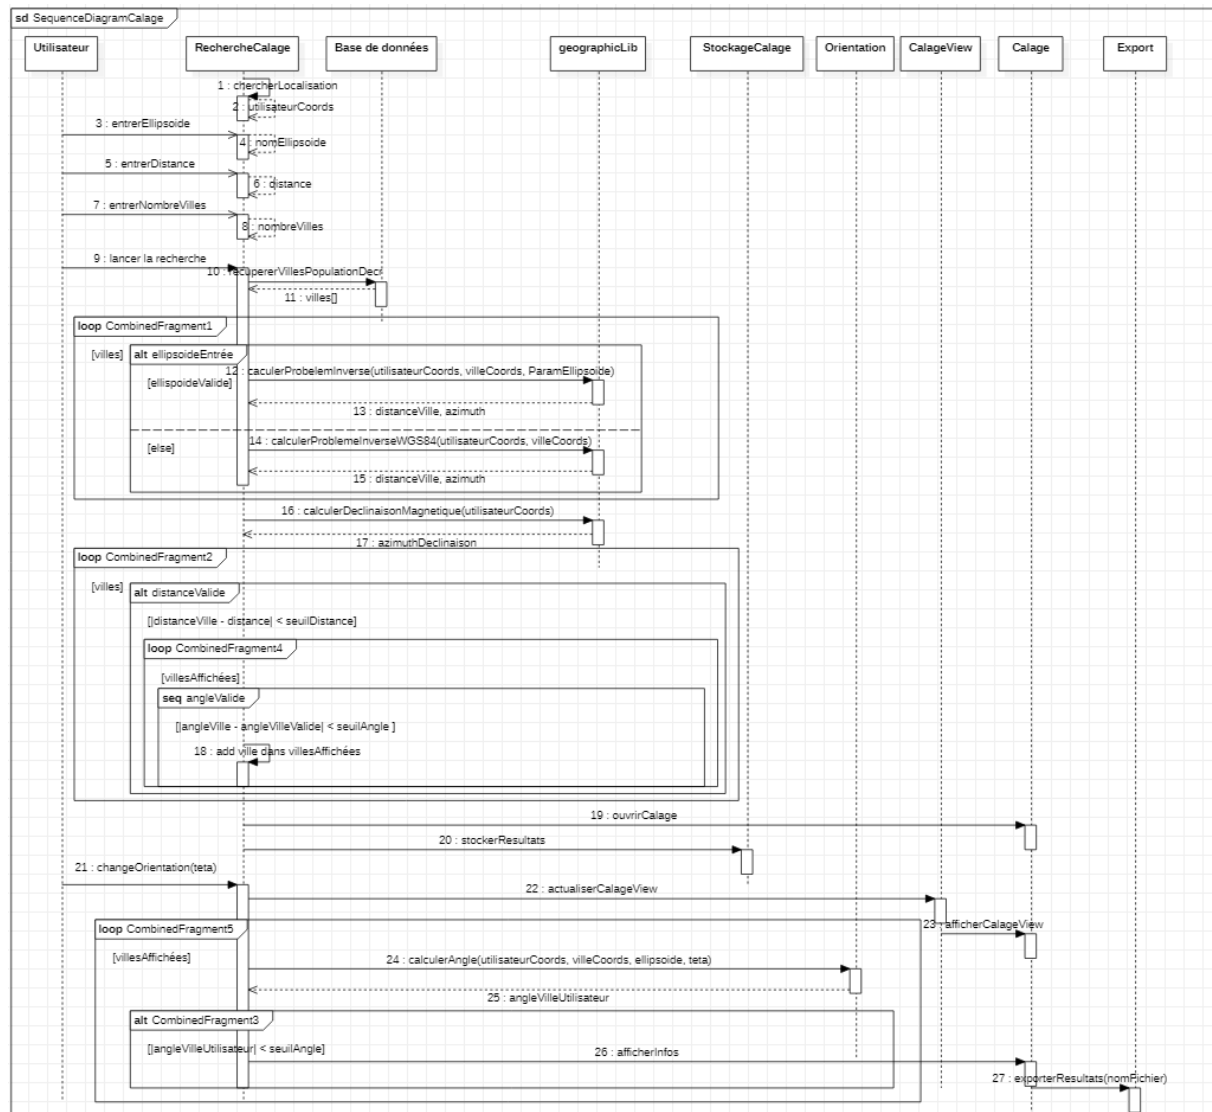 sd SequenceDiagramCalage
Utilisateur
RechercheCalage
Base de données
geographicLib
StockageCalage
Orientation
CalageView
Calage
Export
1 : chercherLocalisation
2 : utilisateurCoords
3 : entrerEllipsoide
4 : nomEllipsoide
5 : entrerDistance
6 : distance
7 : entrerNombreVilles
8 : nombreVilles
9 : lancer la recherche
10 : recupererVillesPopulationDecr
11 : villes[]
loop CombinedFragment1
[villes]
alt ellipsoideEntrée
12 : caculerProbelemInverse(utilisateurCoords, villeCoords, ParamEllipsoide)
[ellispoideValide]
13 : distanceVille, azimuth
14 : calculerProblemeInverseWGS84(utilisateurCoords, villeCoords)
[else]
15 : distanceVille, azimuth
16 : calculerDeclinaisonMagnetique(utilisateurCoords)
17 : azimuthDeclinaison
loop CombinedFragment2
[villes]
alt distanceValide
[|distanceVille - distance| < seuilDistance]
loop CombinedFragment4
[villesAffichées]
seq angleValide
[|angleVille - angleVilleValide| < seuilAngle ]
18 : add ville dans villesAffichées
19 : ouvrirCalage
20 : stockerResultats
21 : changeOrientation(teta)
22 : actualiserCalageView
23 : afficherCalageView
loop CombinedFragment5
[villesAffichées]
24 : calculerAngle(utilisateurCoords, villeCoords, ellipsoide, teta)
25 : angleVilleUtilisateur
alt CombinedFragment3
[|angleVilleUtilisateur| < seuilAngle]
26 : afficherInfos
27 : exporterResultats(nomFichier)